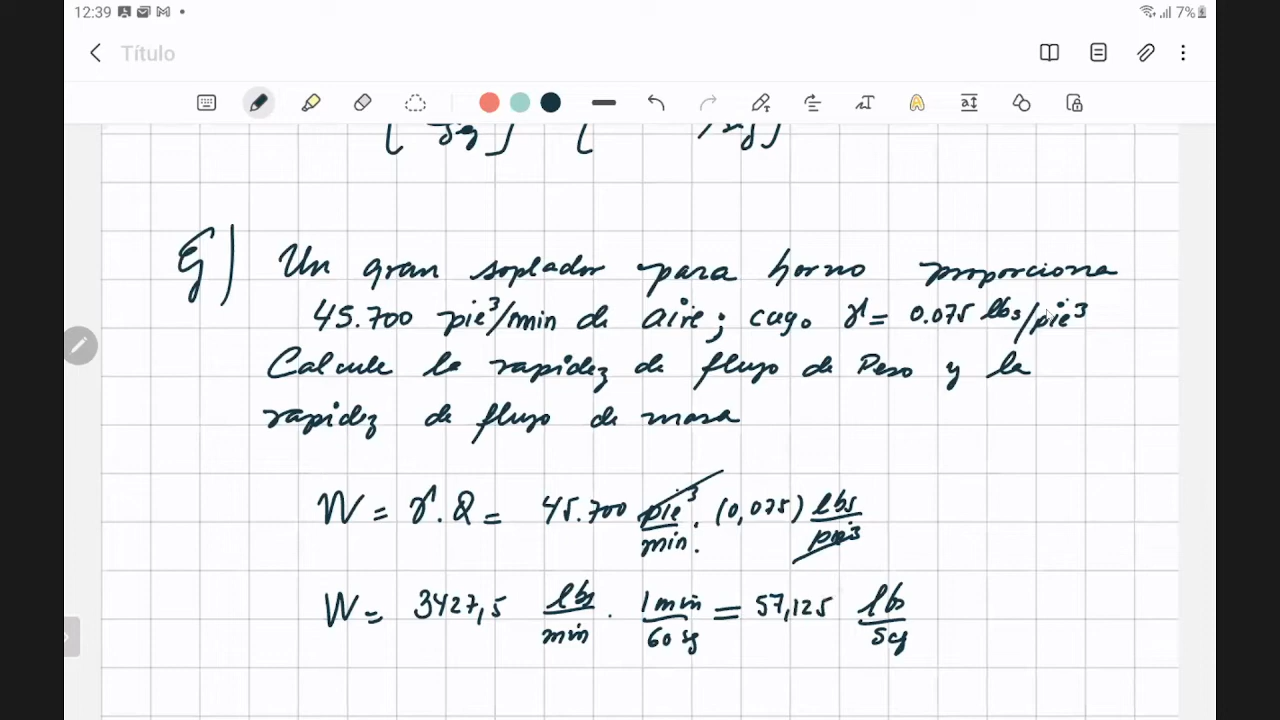 12:39
7%
Título
Ej)
Un gran soplador para horno proporciona
45.700 pie³/min de aire; cuyo γ = 0.075 lbs/pie³
Calcule la rapidez de flujo de Peso y la
rapidez de flujo de masa
W = γ.Q = 45.700 pie³/min. (0,075) lbs/pie³
W = 3427,5 lbs/min . 1 min/60 sg = 57,125 lbs/sg